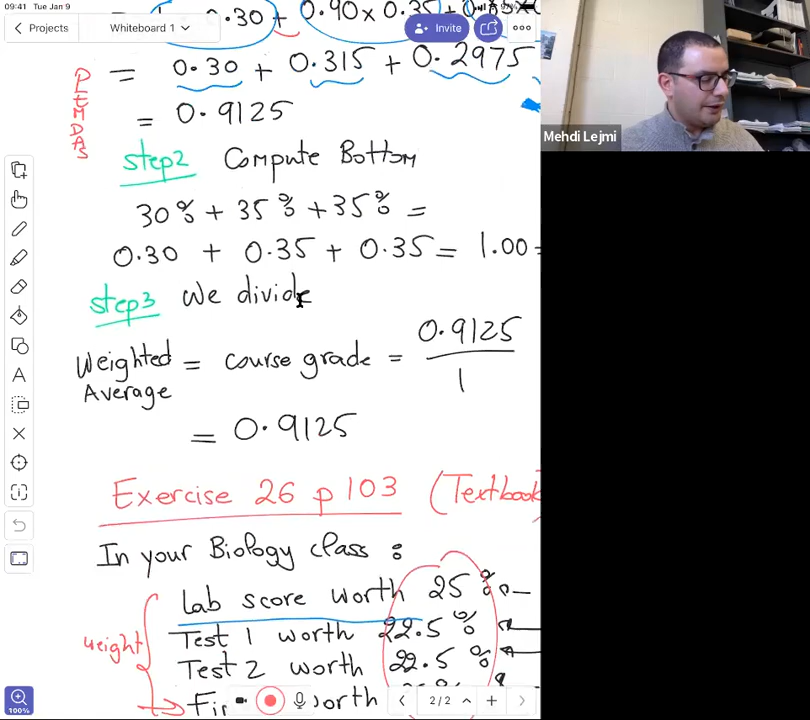 09:41 Tue Jan 9
0.30 + 0.90 x 0.35 +
Projects
Whiteboard 1
Invite
= 0.30 + 0.315 + 0.2975
= 0.9125
PEMDAS
step2 Compute Bottom
30% + 35% + 35% =
0.30 + 0.35 + 0.35 = 1.00 =
step3 We divide
Weighted Average = course grade = 0.9125
1
= 0.9125
Exercise 26 p 103 (Textbook
In your Biology class :
Lab score worth 25 %
Test 1 worth 22.5 %
Test 2 worth 22.5 %
weight
2/2
100%
Mehdi Lejmi